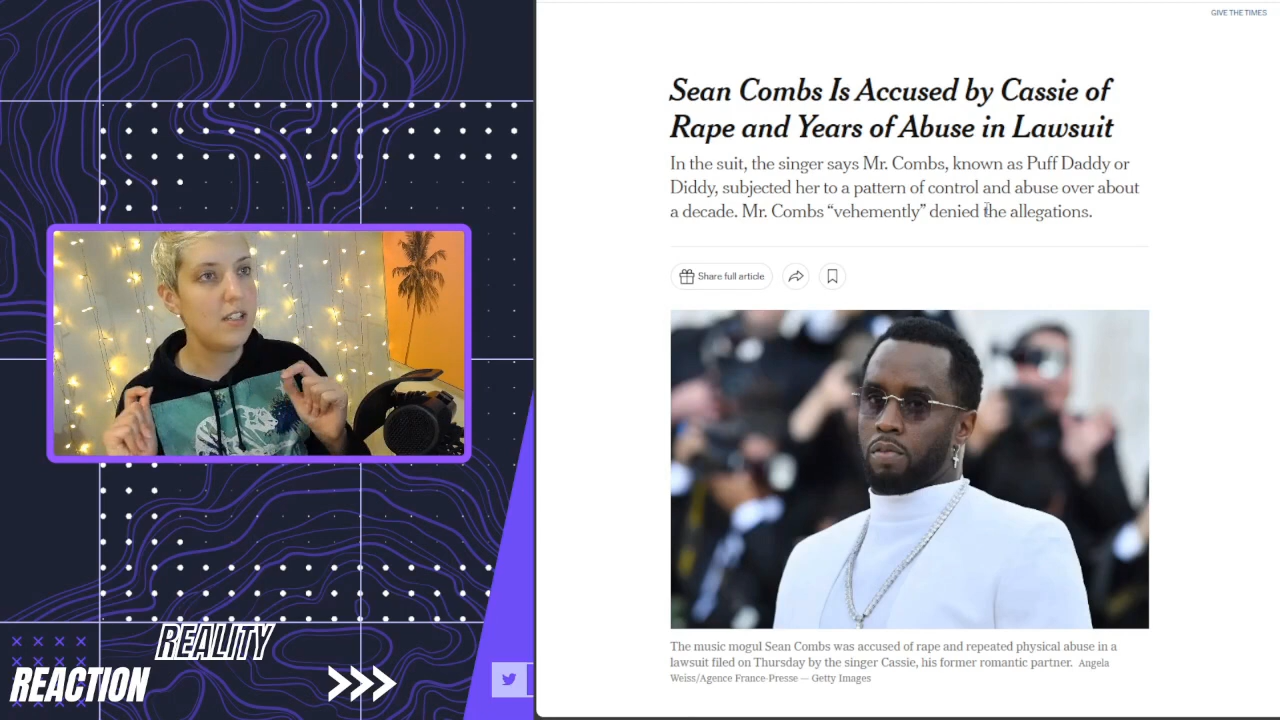 GIVE THE TIMES
Sean Combs Is Accused by Cassie of
Rape and Years of Abuse in Lawsuit
In the suit, the singer says Mr. Combs, known as Puff Daddy or
Diddy, subjected her to a pattern of control and abuse over about
a decade. Mr. Combs “vehemently” denied the allegations.
Share full article
The music mogul Sean Combs was accused of rape and repeated physical abuse in a
lawsuit filed on Thursday by the singer Cassie, his former romantic partner. Angela
Weiss/Agence France-Presse — Getty Images
REALITY
REACTION